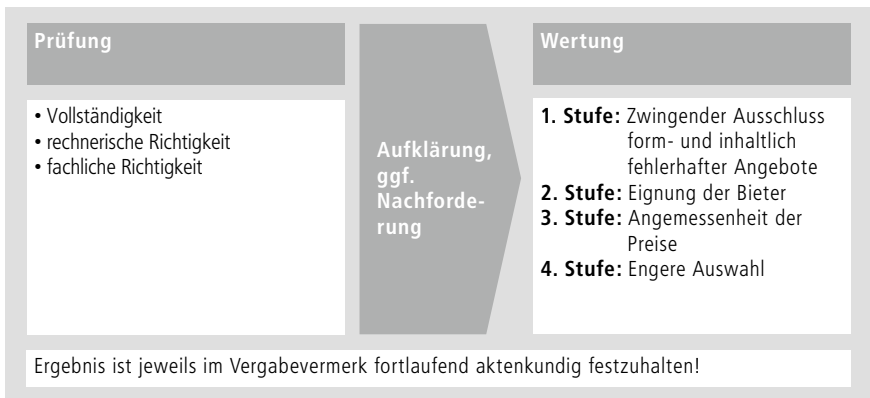 Prüfung
• Vollständigkeit
• rechnerische Richtigkeit
• fachliche Richtigkeit
Aufklärung,
ggf.
Nachforde-
rung
Wertung
1. Stufe: Zwingender Ausschluss
form- und inhaltlich
fehlerhafter Angebote
2. Stufe: Eignung der Bieter
3. Stufe: Angemessenheit der
Preise
4. Stufe: Engere Auswahl
Ergebnis ist jeweils im Vergabevermerk fortlaufend aktenkundig festzuhalten!